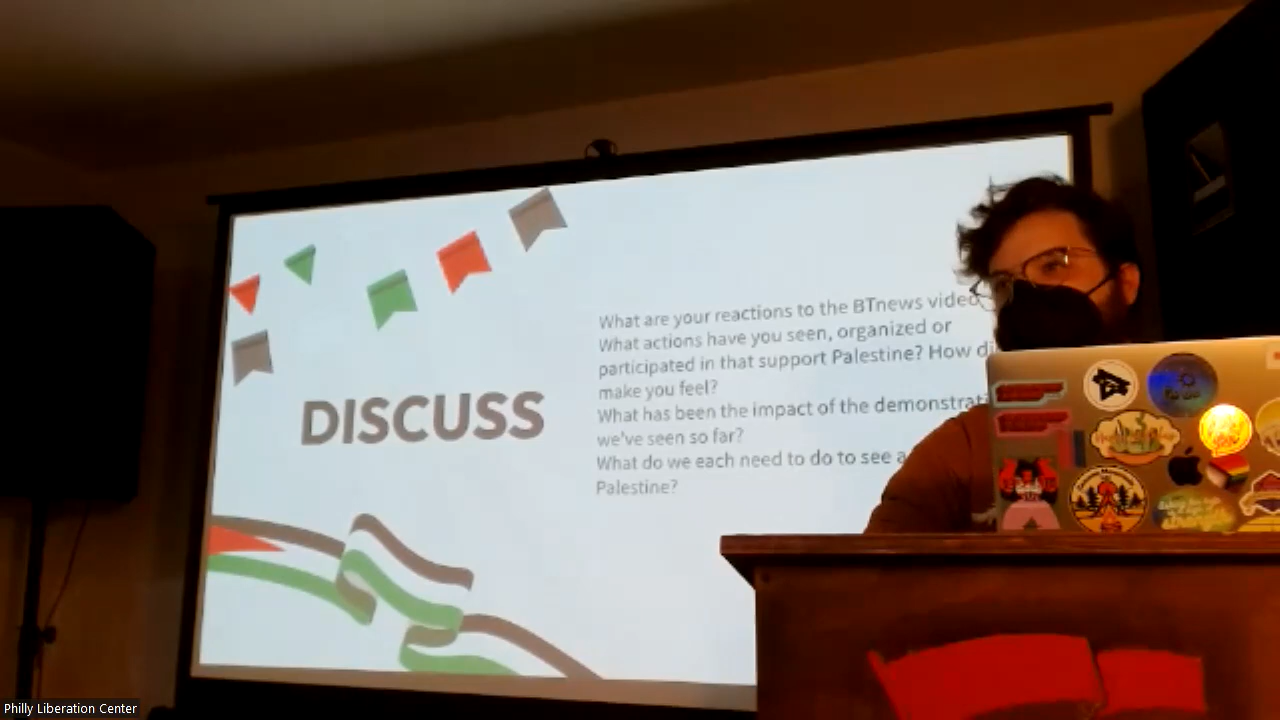 DISCUSS
What are your reactions to the BTnews video
What actions have you seen, organized or
participated in that support Palestine? How di
make you feel?
What has been the impact of the demonstrati
we've seen so far?
What do we each need to do to see a
Palestine?
Philly Liberation Center